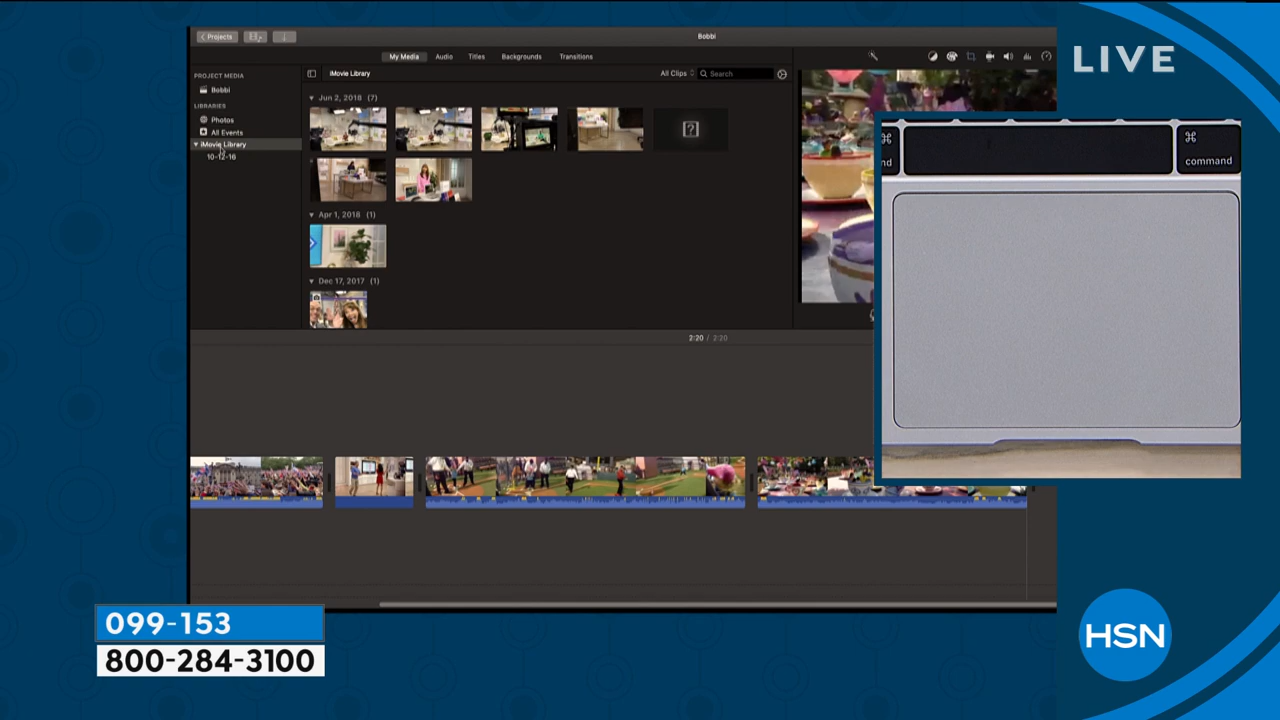 Projects
Bobbi
LIVE
My Media Audio Titles Backgrounds Transitions
PROJECT MEDIA
iMovie Library
All Clips
Search
Bobbi
LIBRARIES
Jun 2, 2018 (7)
Photos
All Events
iMovie Library
10-12-16
?
⌘
nd
⌘
command
Apr 1, 2018 (1)
Dec 17, 2017 (1)
2:20 / 2:20
099-153
800-284-3100
HSN